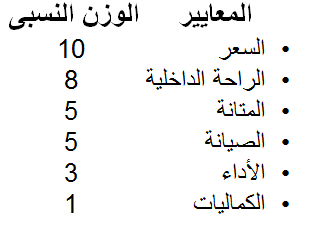 المعايير الوزن النسبى
• السعر 10
• الراحة الداخلية 8
• المتانة 5
• الصيانة 5
• الأداء 3
• الكماليات 1